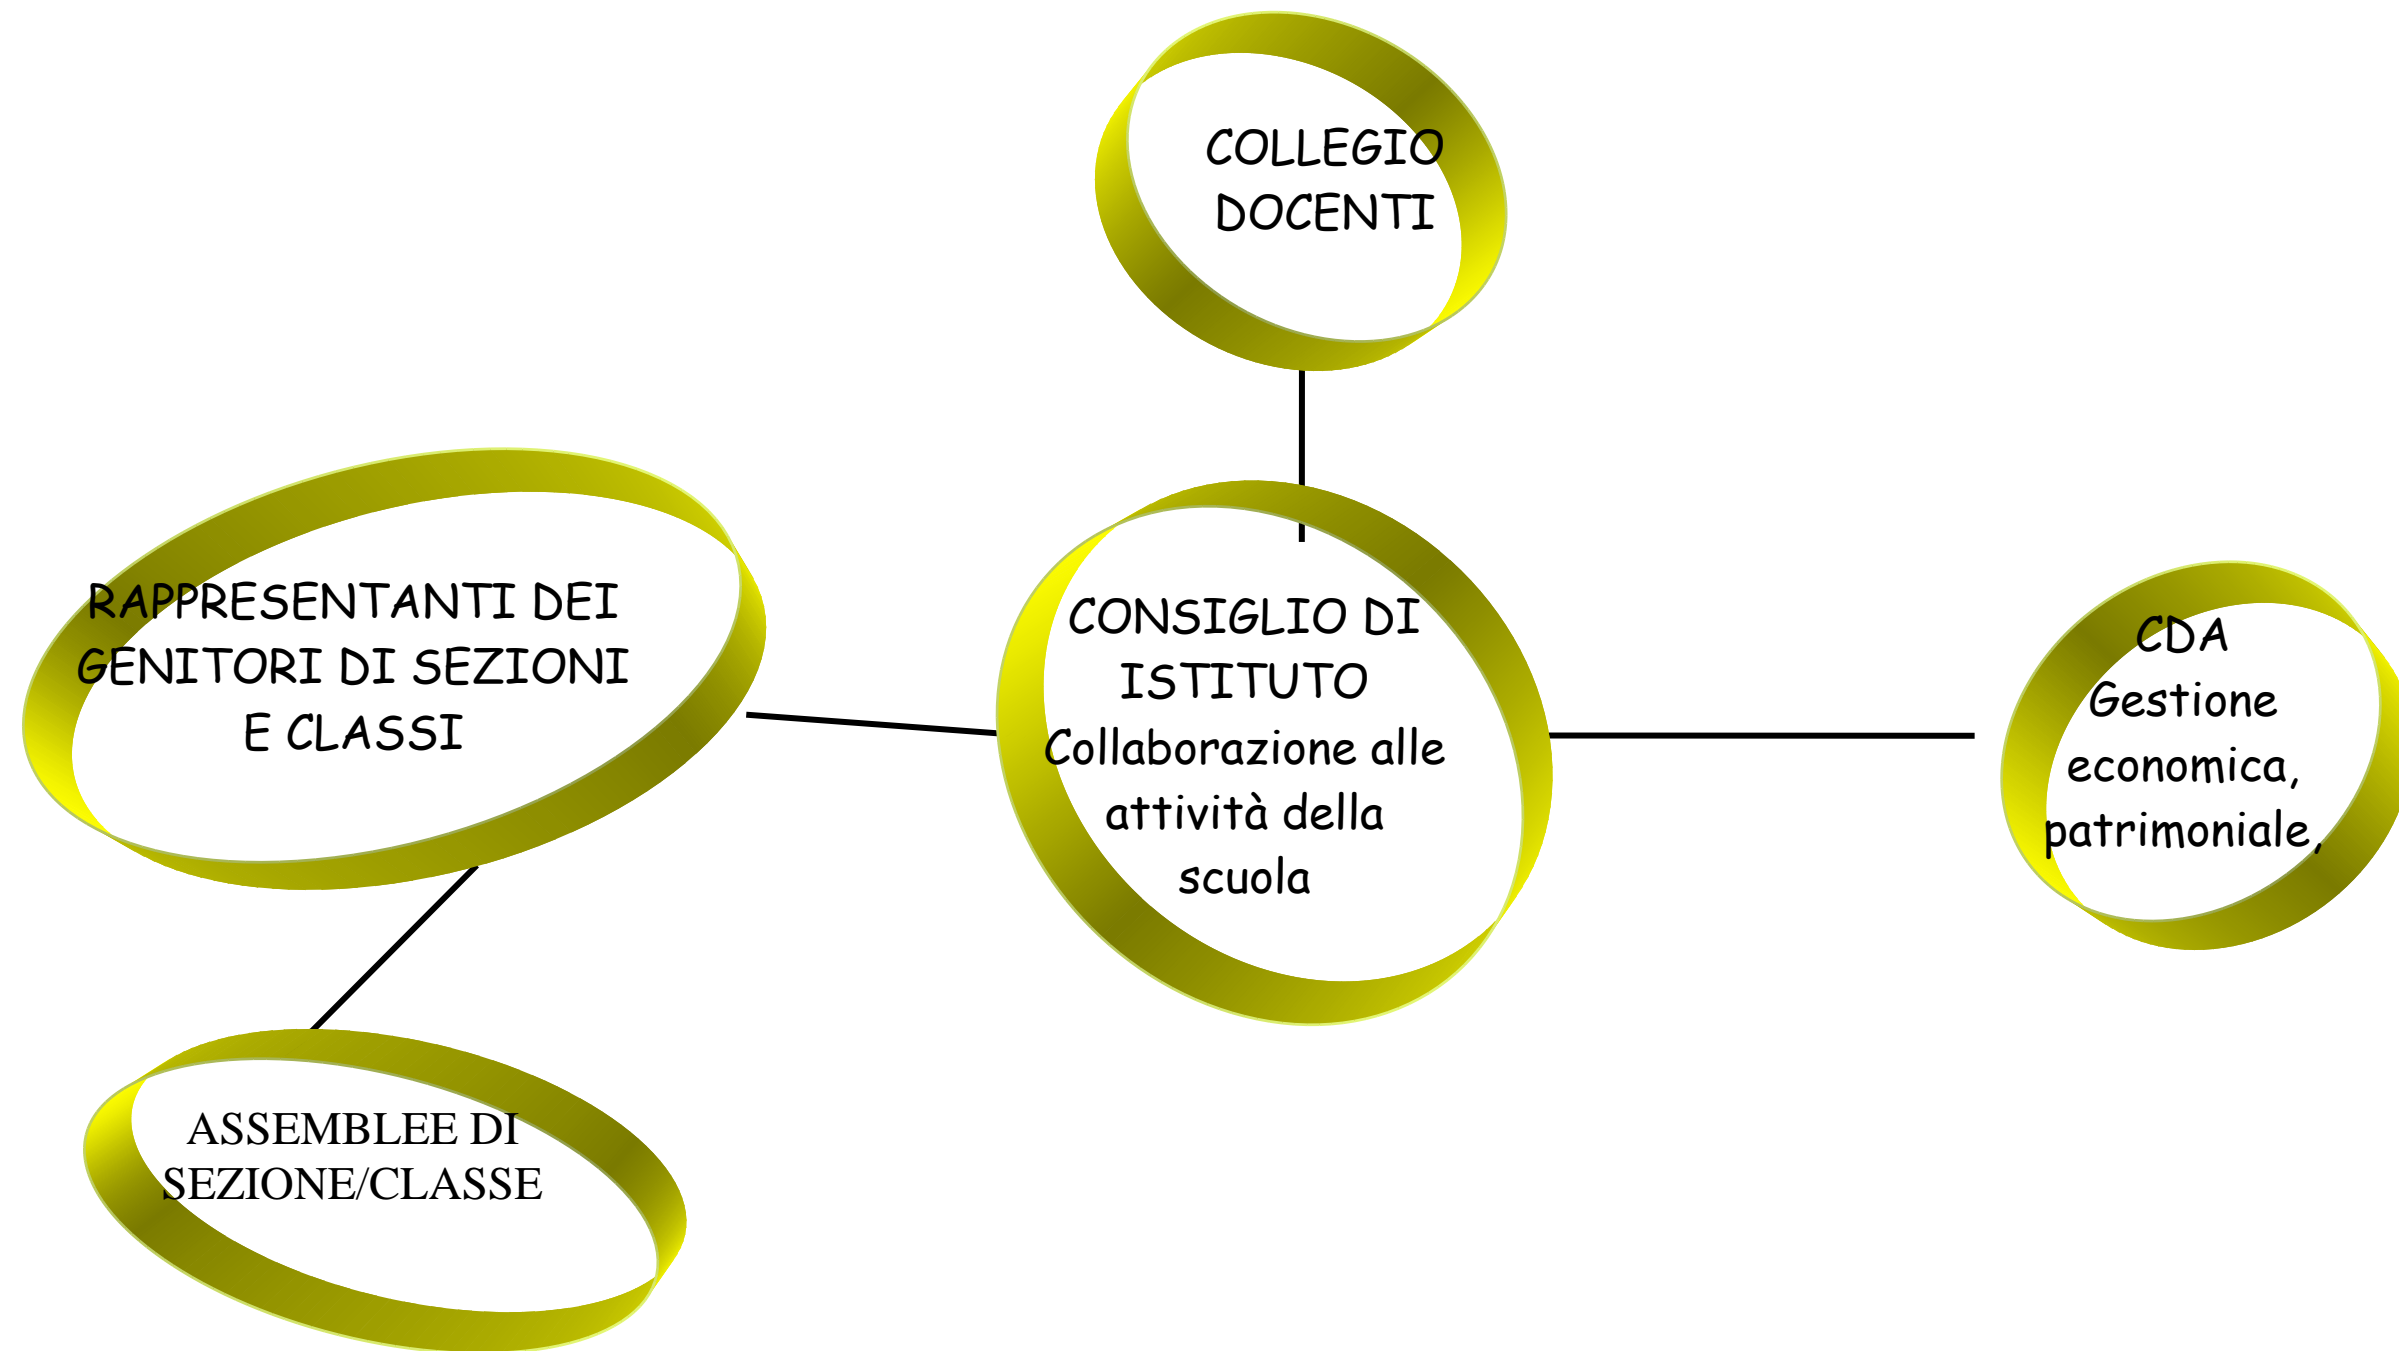 COLLEGIO
DOCENTI
RAPPRESENTANTI DEI
GENITORI DI SEZIONI
E CLASSI
CONSIGLIO DI
ISTITUTO
Collaborazione alle
attività della
scuola
CDA
Gestione
economica,
patrimoniale,
ASSEMBLEE DI
SEZIONE/CLASSE